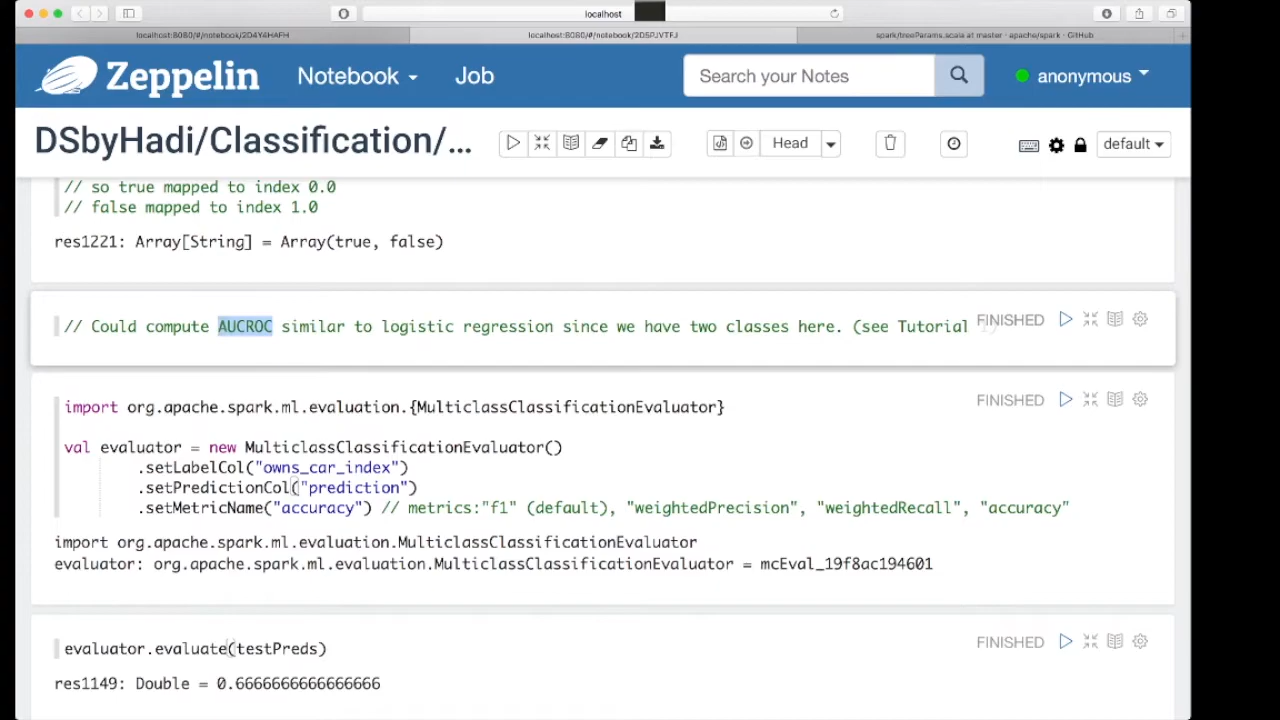 localhost
localhost:8080/#/notebook/2D4Y4HAFH
localhost:8080/#/notebook/2D5PJVTFJ
spark/treeParams.scala at master · apache/spark · GitHub
Zeppelin
Notebook
Job
Search your Notes
anonymous
DSbyHadi/Classification/...
Head
default
// so true mapped to index 0.0
// false mapped to index 1.0
res1221: Array[String] = Array(true, false)
// Could compute AUCROC similar to logistic regression since we have two classes here. (see Tutorial 1)
FINISHED
import org.apache.spark.ml.evaluation.{MulticlassClassificationEvaluator}
FINISHED
val evaluator = new MulticlassClassificationEvaluator()
.setLabelCol("owns_car_index")
.setPredictionCol("prediction")
.setMetricName("accuracy") // metrics:"f1" (default), "weightedPrecision", "weightedRecall", "accuracy"
import org.apache.spark.ml.evaluation.MulticlassClassificationEvaluator
evaluator: org.apache.spark.ml.evaluation.MulticlassClassificationEvaluator = mcEval_19f8ac194601
evaluator.evaluate(testPreds)
FINISHED
res1149: Double = 0.6666666666666666